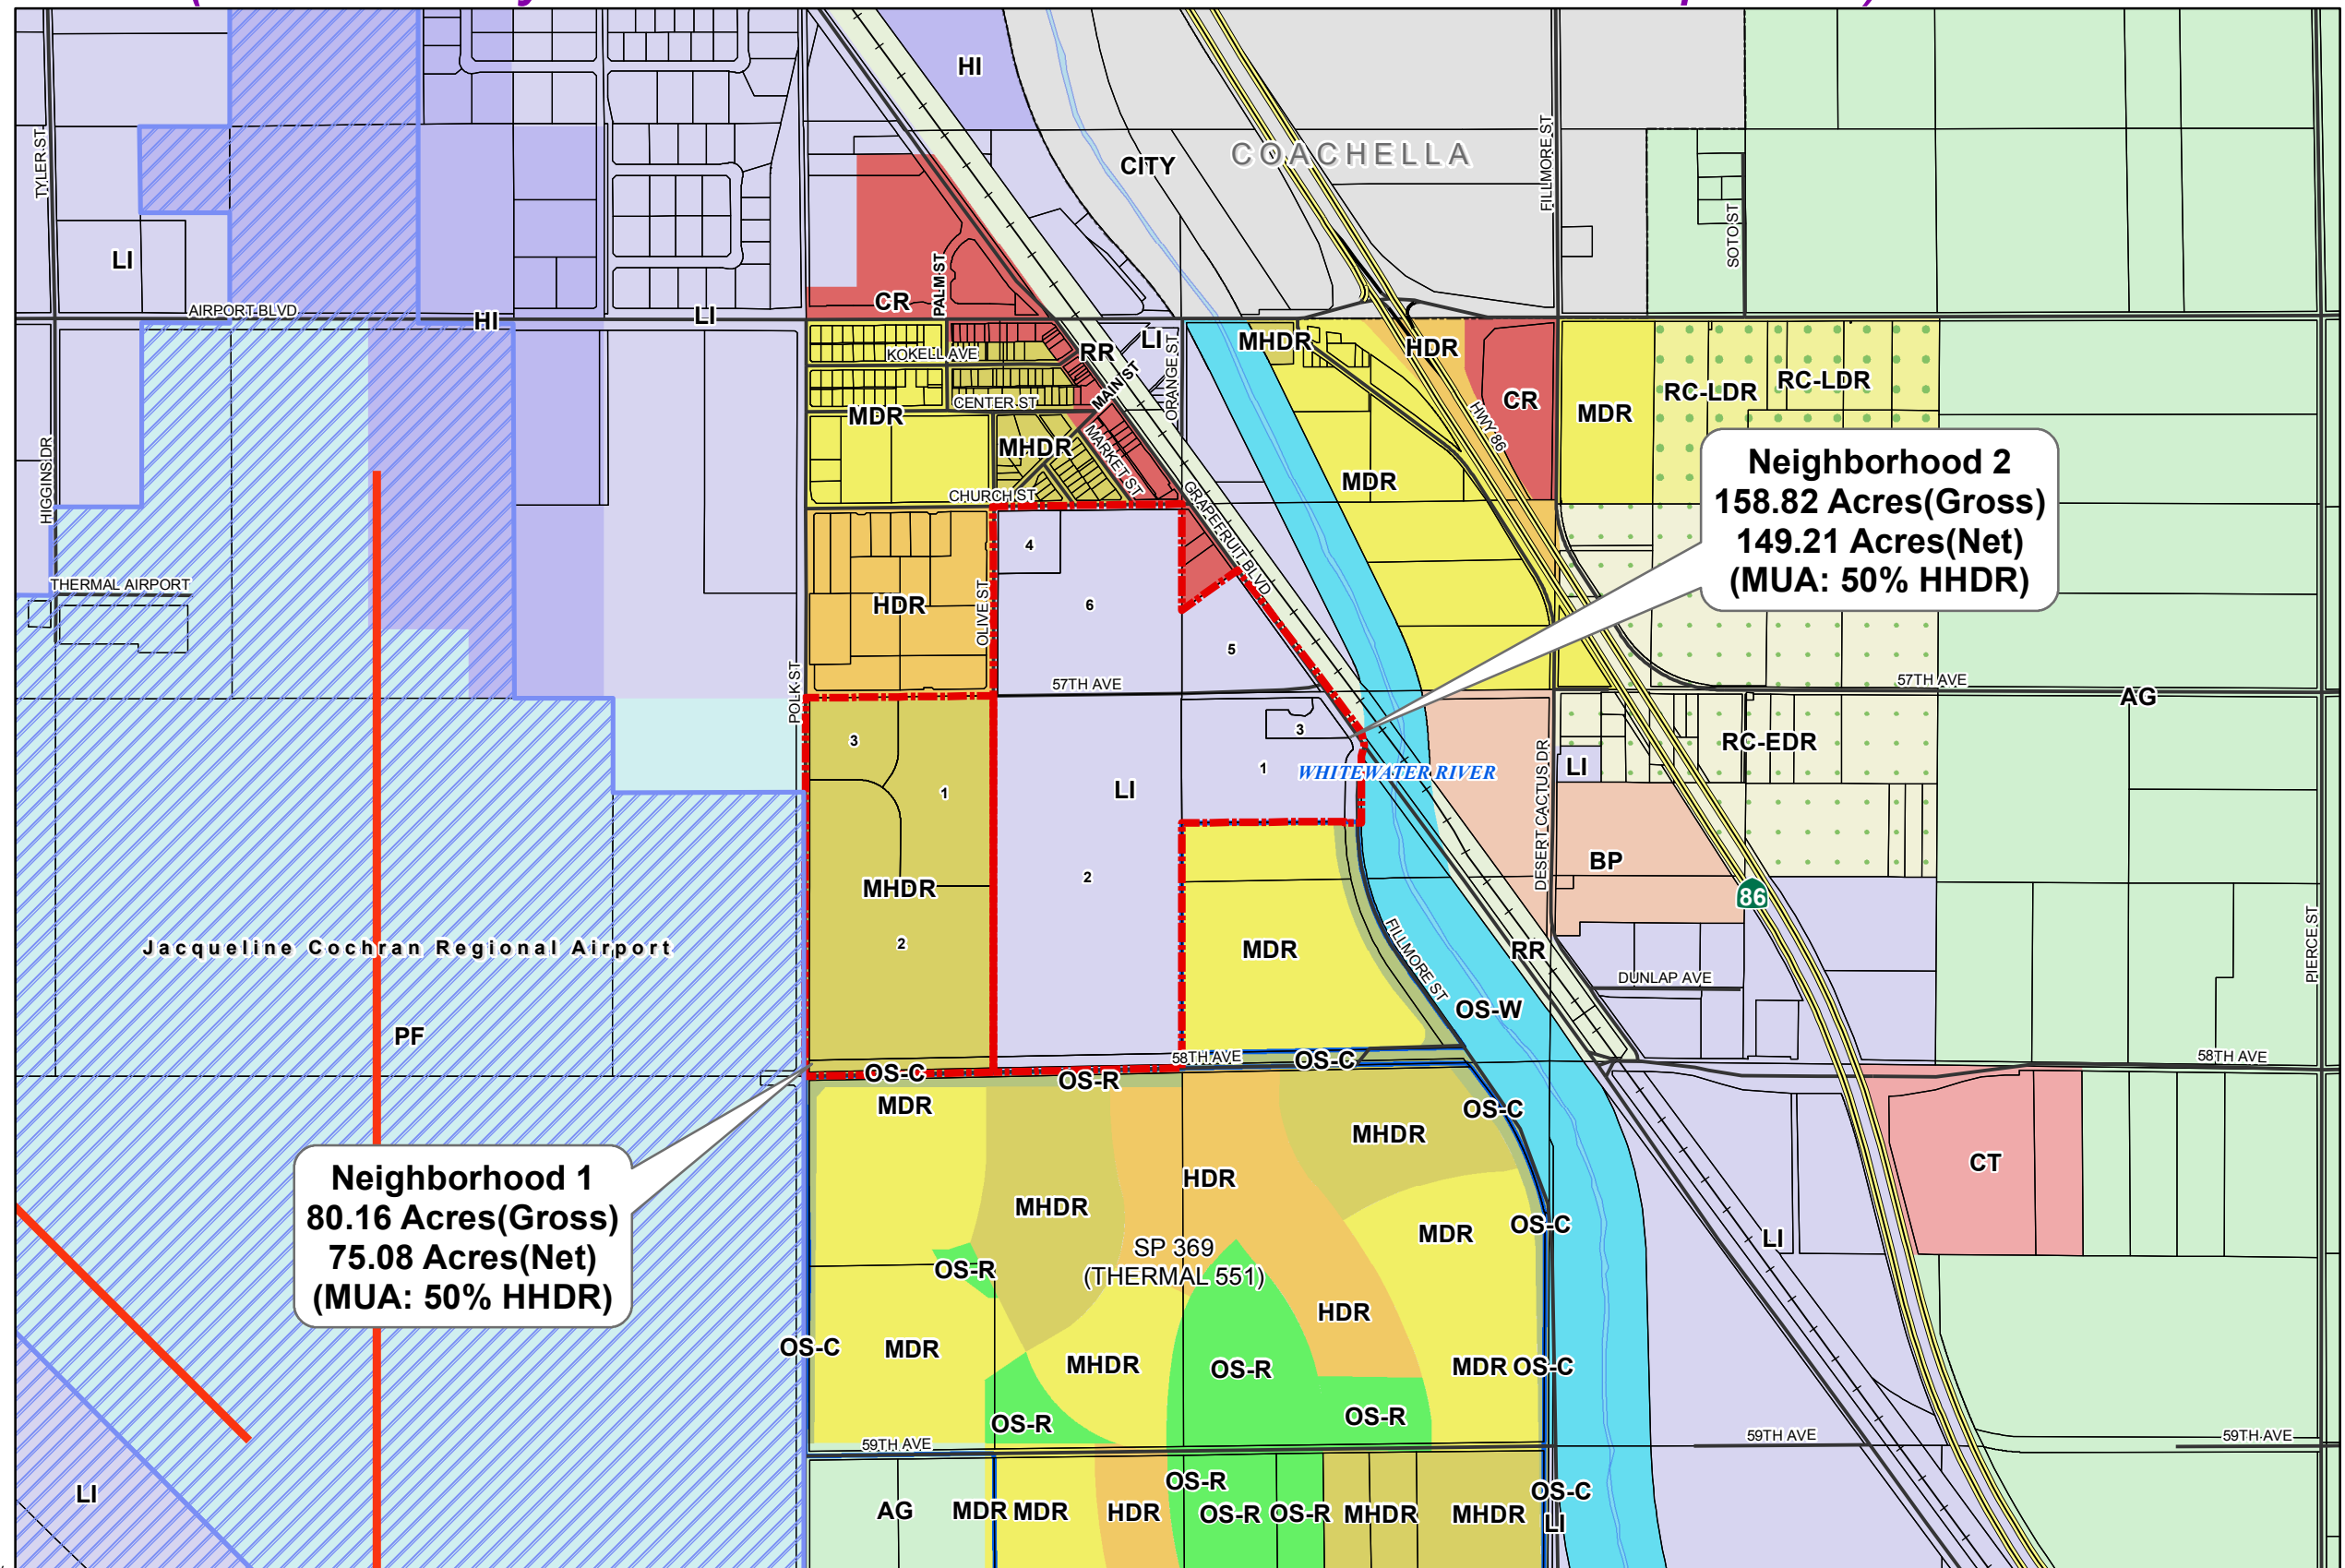 HI
COACHELLA
CITY
TYLER ST
FILLMORE ST
SOTO ST
LI
PALM ST
CR
AIRPORT BLVD
HI
LI
KOKELL AVE
RR
LI
MHDR
HDR
MAIN ST
ORANGE ST
CENTER ST
MDR
MHDR
MARKET ST
CHURCH ST
HWY 86
CR
MDR
RC-LDR
RC-LDR
MDR
HIGGINS DR
GRAPEFRUIT BLVD
Neighborhood 2
158.82 Acres(Gross)
149.21 Acres(Net)
(MUA: 50% HHDR)
THERMAL AIRPORT
HDR
OLIVE ST
4
6
5
POLK ST
57TH AVE
57TH AVE
AG
3
1
3
1
WHITEWATER RIVER
LI
RC-EDR
LI
DESERT CACTUS DR
BP
86
MHDR
2
2
Jacqueline Cochran Regional Airport
MDR
FILLMORE ST
RR
DUNLAP AVE
PIERCE ST
OS-W
PF
58TH AVE
OS-C
58TH AVE
OS-C
OS-R
MDR
OS-C
MHDR
CT
Neighborhood 1
80.16 Acres(Gross)
75.08 Acres(Net)
(MUA: 50% HHDR)
HDR
MHDR
MDR
OS-C
LI
SP 369
(THERMAL 551)
OS-R
HDR
OS-C
MDR
MHDR
OS-R
MDR
OS-C
OS-R
OS-R
59TH AVE
59TH AVE
59TH AVE
LI
OS-R
OS-C
AG
MDR
MDR
HDR
OS-R
OS-R
MHDR
MHDR
LI